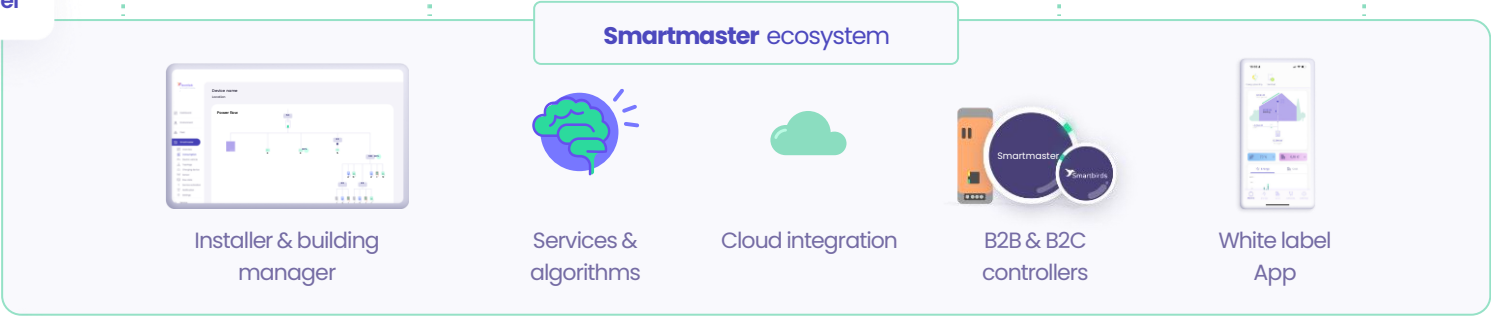 er
Smartmaster ecosystem
Device name
Power flow
Smartmaster
Smartbirds
Installer & building
manager
Services &
algorithms
Cloud integration
B2B & B2C
controllers
White label
App